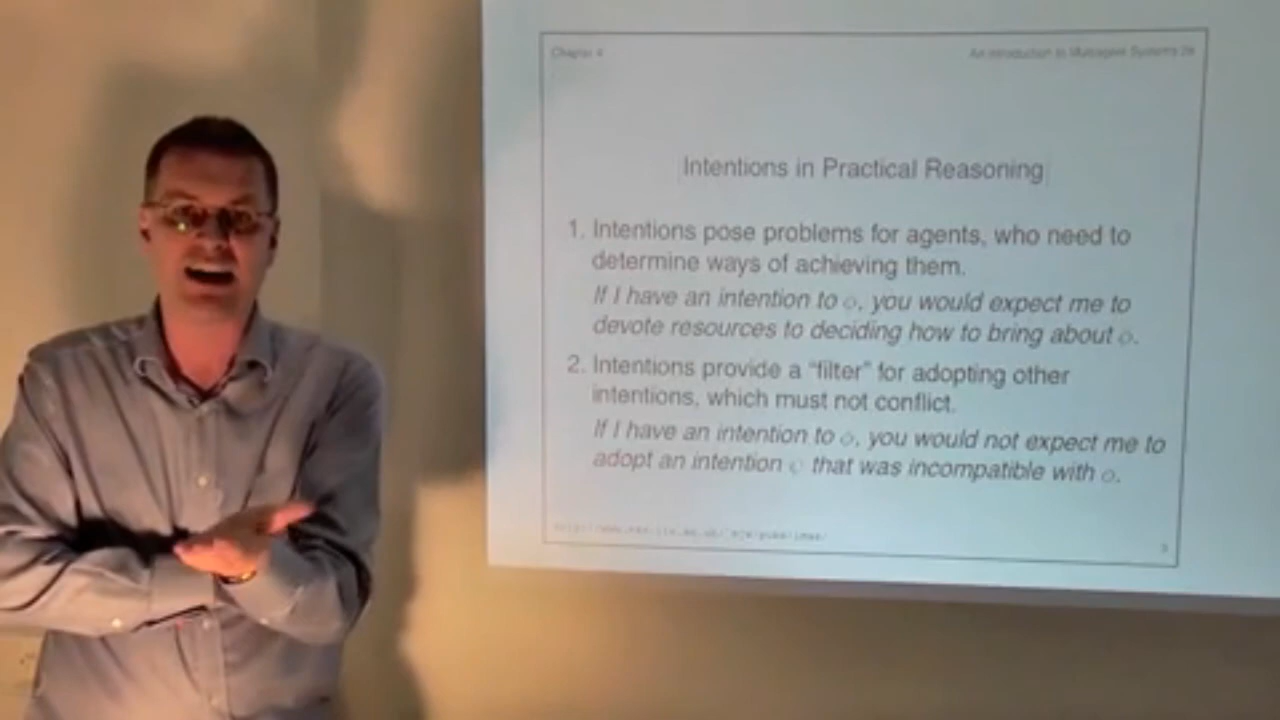 Chapter 4
An Introduction to Multiagent Systems 2e
Intentions in Practical Reasoning
1. Intentions pose problems for agents, who need to
determine ways of achieving them.
If I have an intention to φ, you would expect me to
devote resources to deciding how to bring about φ.
2. Intentions provide a “filter” for adopting other
intentions, which must not conflict.
If I have an intention to φ, you would not expect me to
adopt an intention that was incompatible with φ.